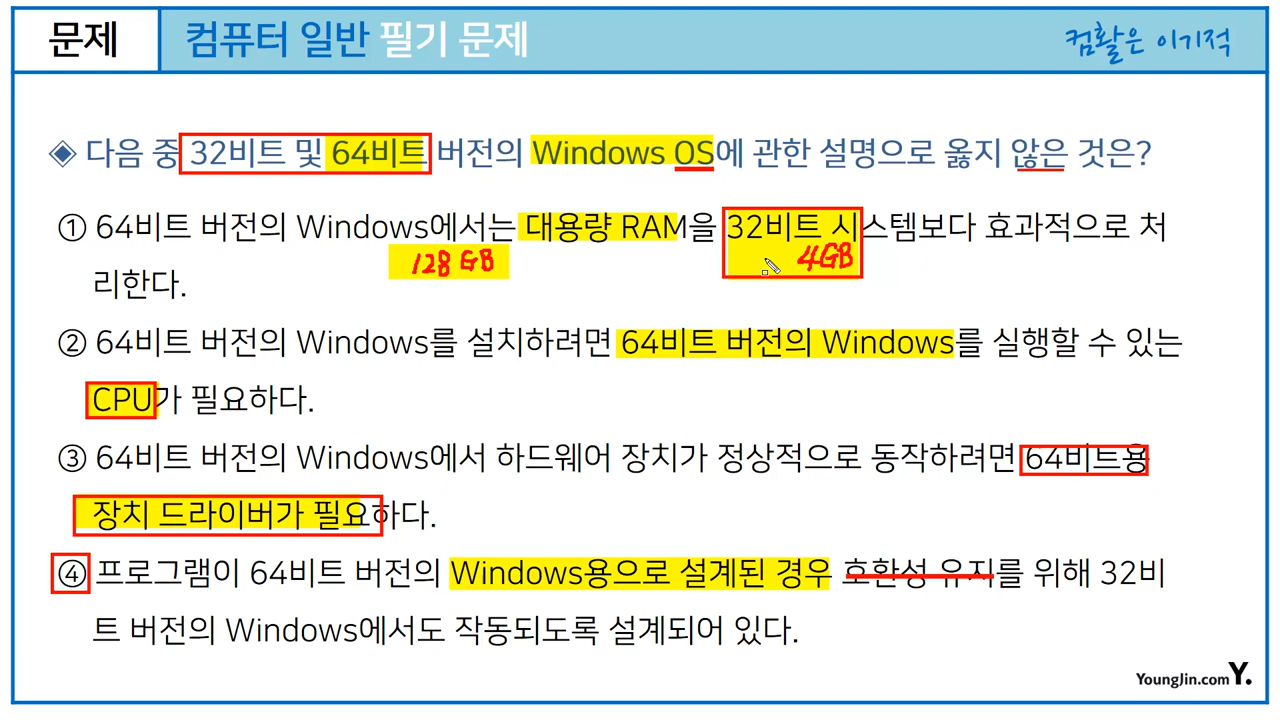 문제
컴퓨터 일반 필기 문제
컴활은 이기적
◈ 다음 중 32비트 및 64비트 버전의 Windows OS에 관한 설명으로 옳지 않은 것은?
① 64비트 버전의 Windows에서는 대용량 RAM을 32비트 시스템보다 효과적으로 처
128 GB 4GB
리한다.
② 64비트 버전의 Windows를 설치하려면 64비트 버전의 Windows를 실행할 수 있는
CPU가 필요하다.
③ 64비트 버전의 Windows에서 하드웨어 장치가 정상적으로 동작하려면 64비트용
장치 드라이버가 필요하다.
④ 프로그램이 64비트 버전의 Windows용으로 설계된 경우 호환성 유지를 위해 32비
트 버전의 Windows에서도 작동되도록 설계되어 있다.
YoungJin.com Y.